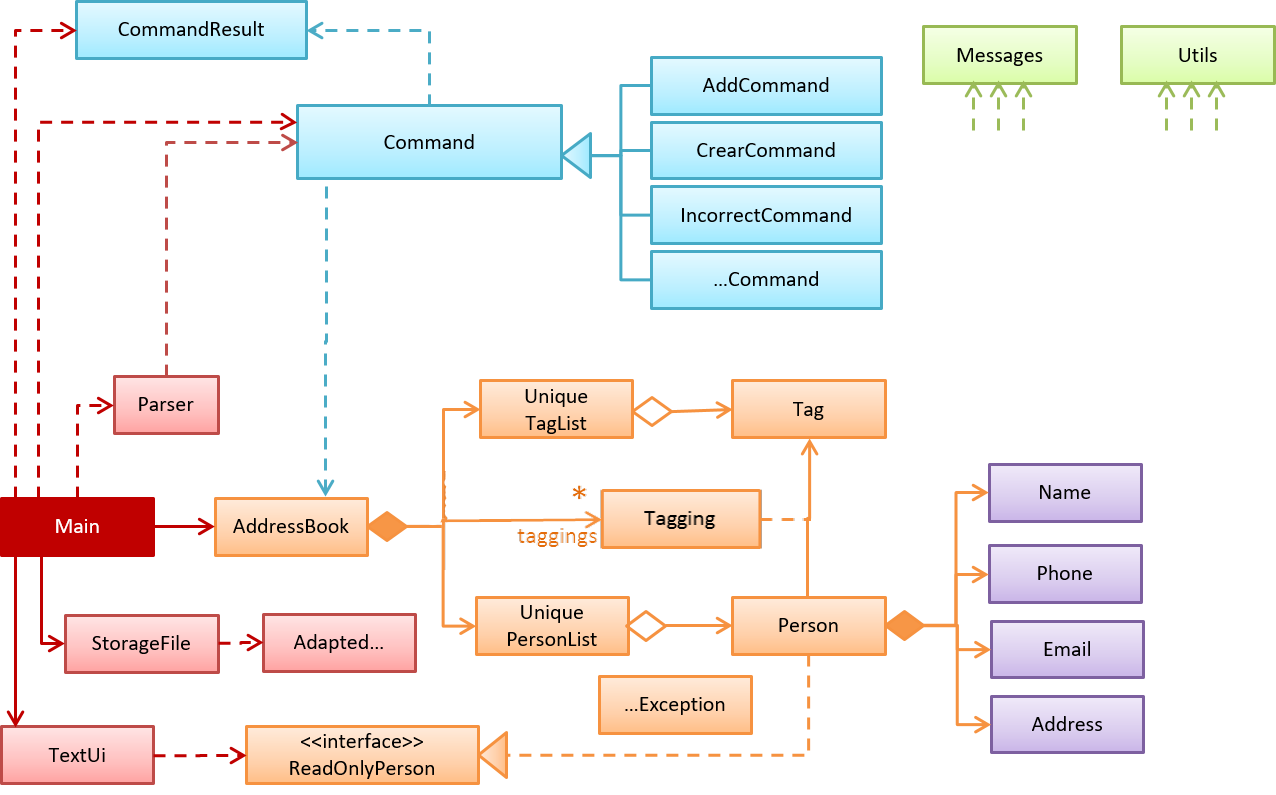 CommandResult
Messages
Utils
AddCommand
Command
CrearCommand
IncorrectCommand
...Command
Parser
Unique
TagList
Tag
Name
*
Main
AddressBook
Tagging
taggings
Phone
Unique
PersonList
Person
StorageFile
Adapted...
Email
...Exception
Address
TextUi
<<interface>>
ReadOnlyPerson